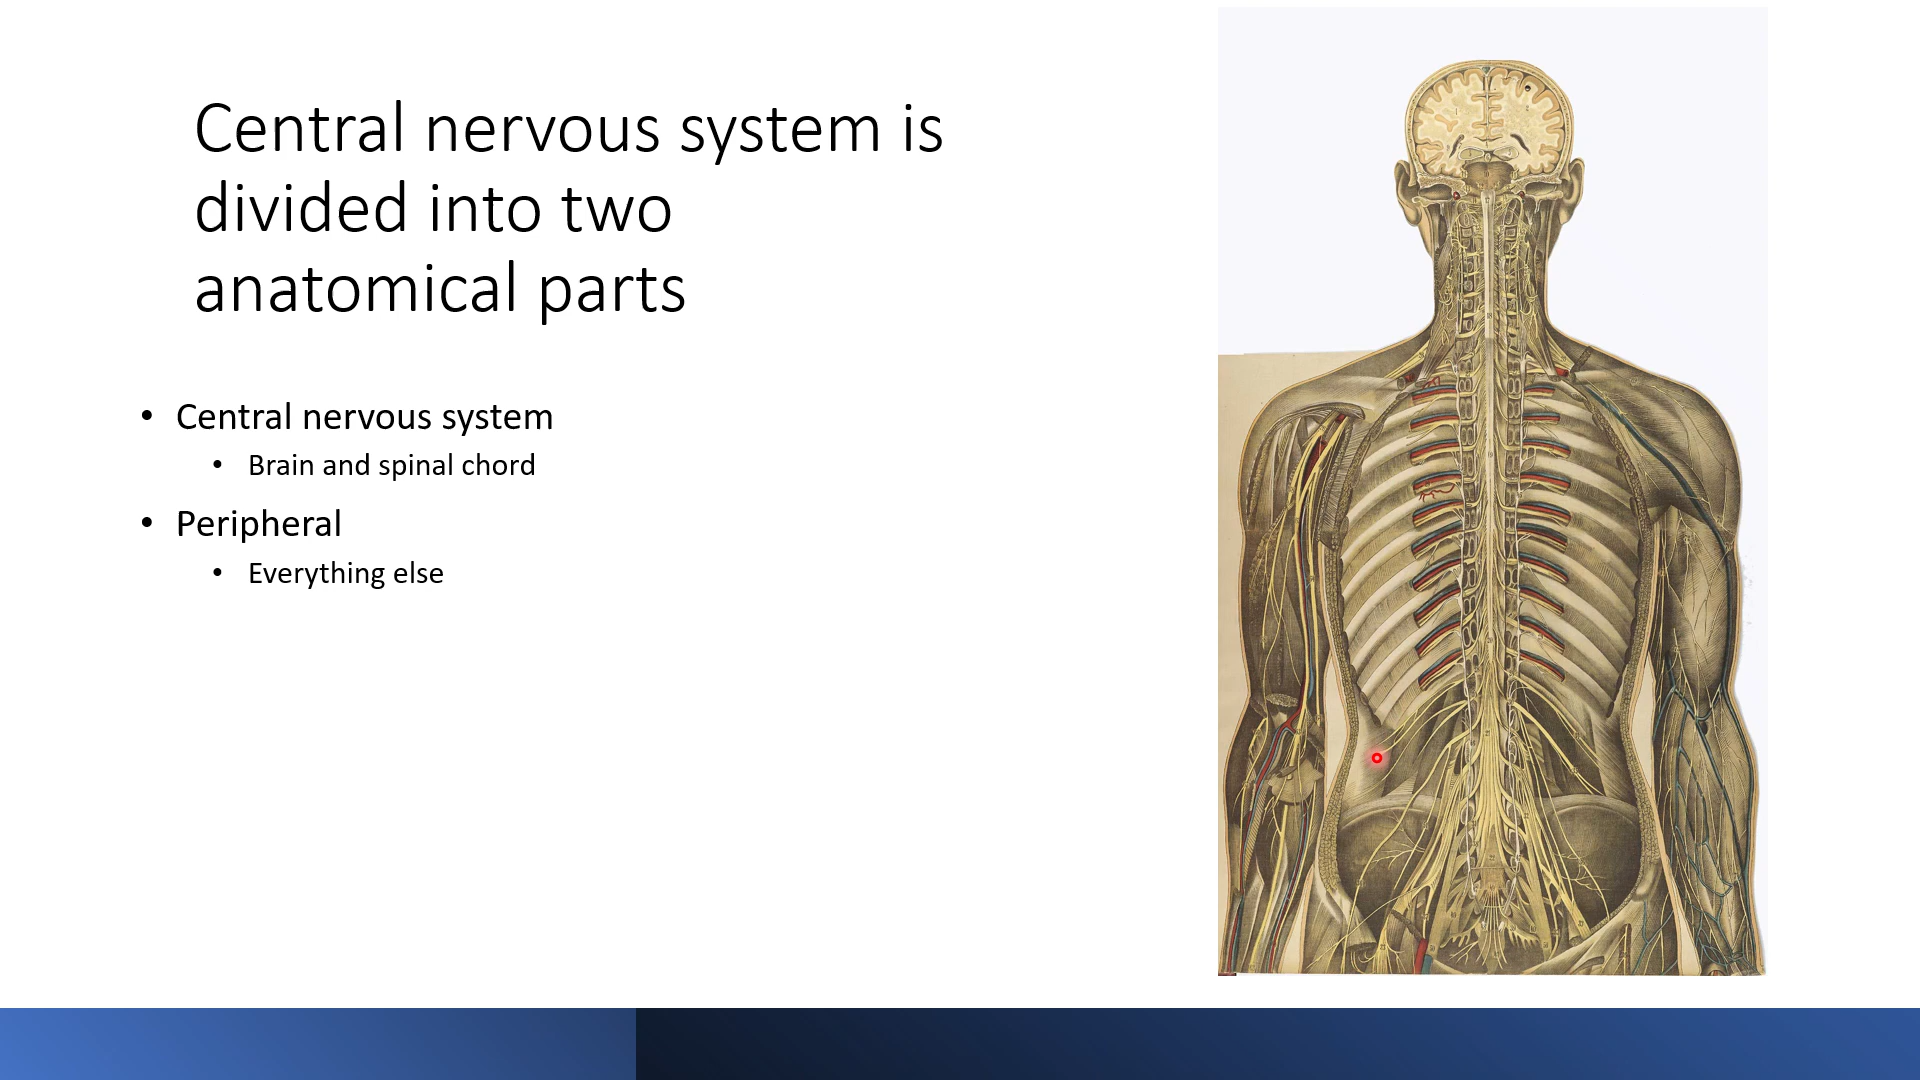 Central nervous system is
divided into two
anatomical parts
• Central nervous system
• Brain and spinal chord
• Peripheral
• Everything else